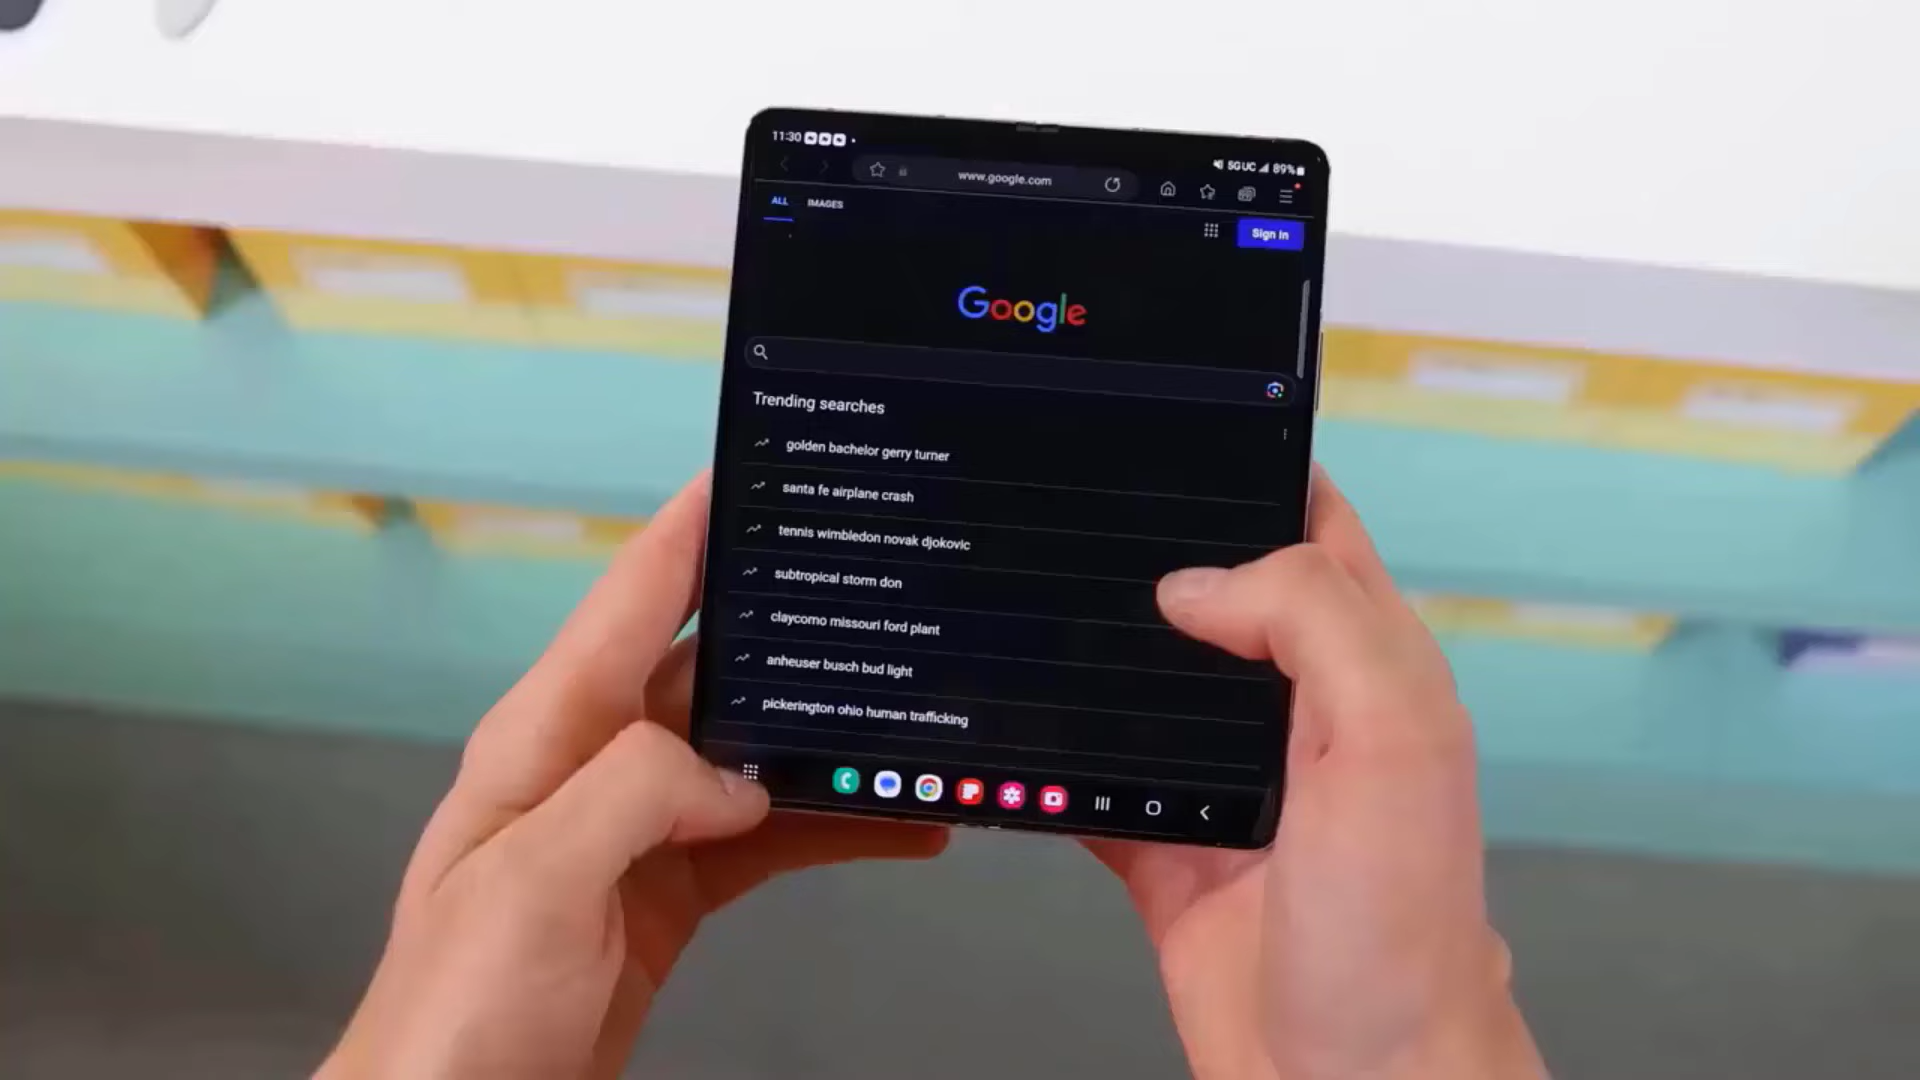 11:30
5G UC 89%
www.google.com
ALL IMAGES
Sign in
Google
Trending searches
golden bachelor gerry turner
santa fe airplane crash
tennis wimbledon novak djokovic
subtropical storm don
claycomo missouri ford plant
anheuser busch bud light
pickerington ohio human trafficking